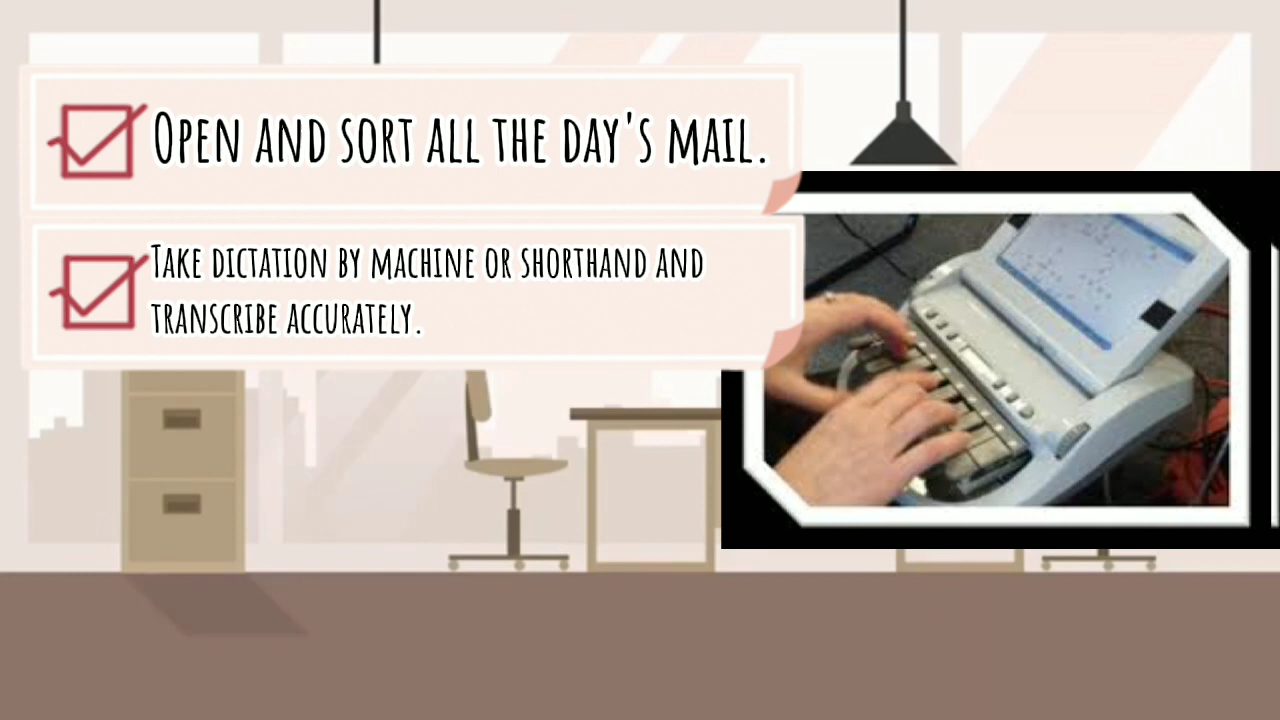 Open and sort all the day's mail.
Take dictation by machine or shorthand and
transcribe accurately.